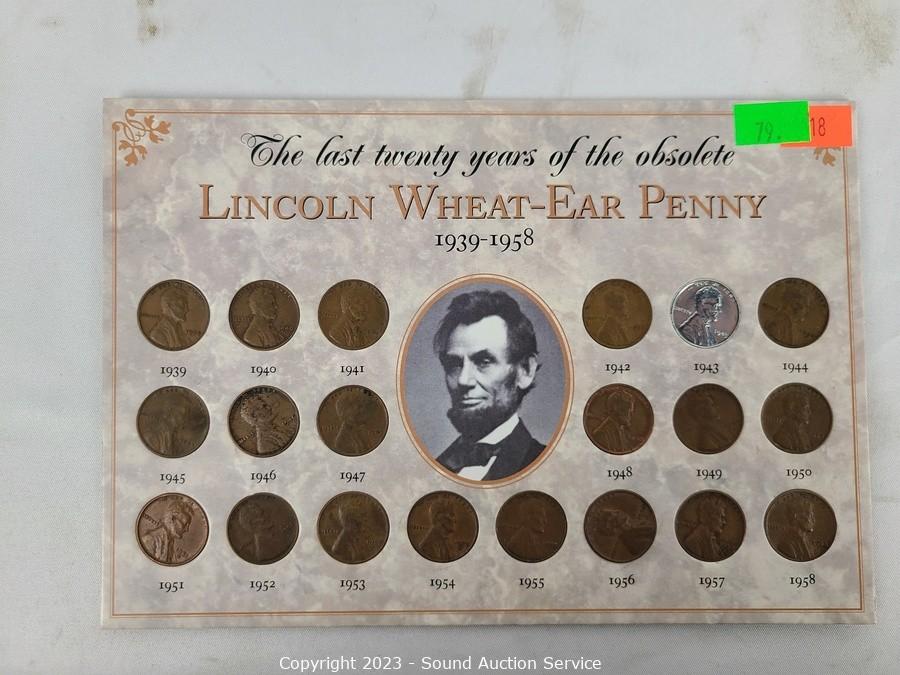 79. 18
The last twenty years of the obsolete
LINCOLN WHEAT-EAR PENNY
1939-1958
1939 1940 1941 1942 1943 1944
1945 1946 1947 1948 1949 1950
1951 1952 1953 1954 1955 1956 1957 1958
Copyright 2023 - Sound Auction Service